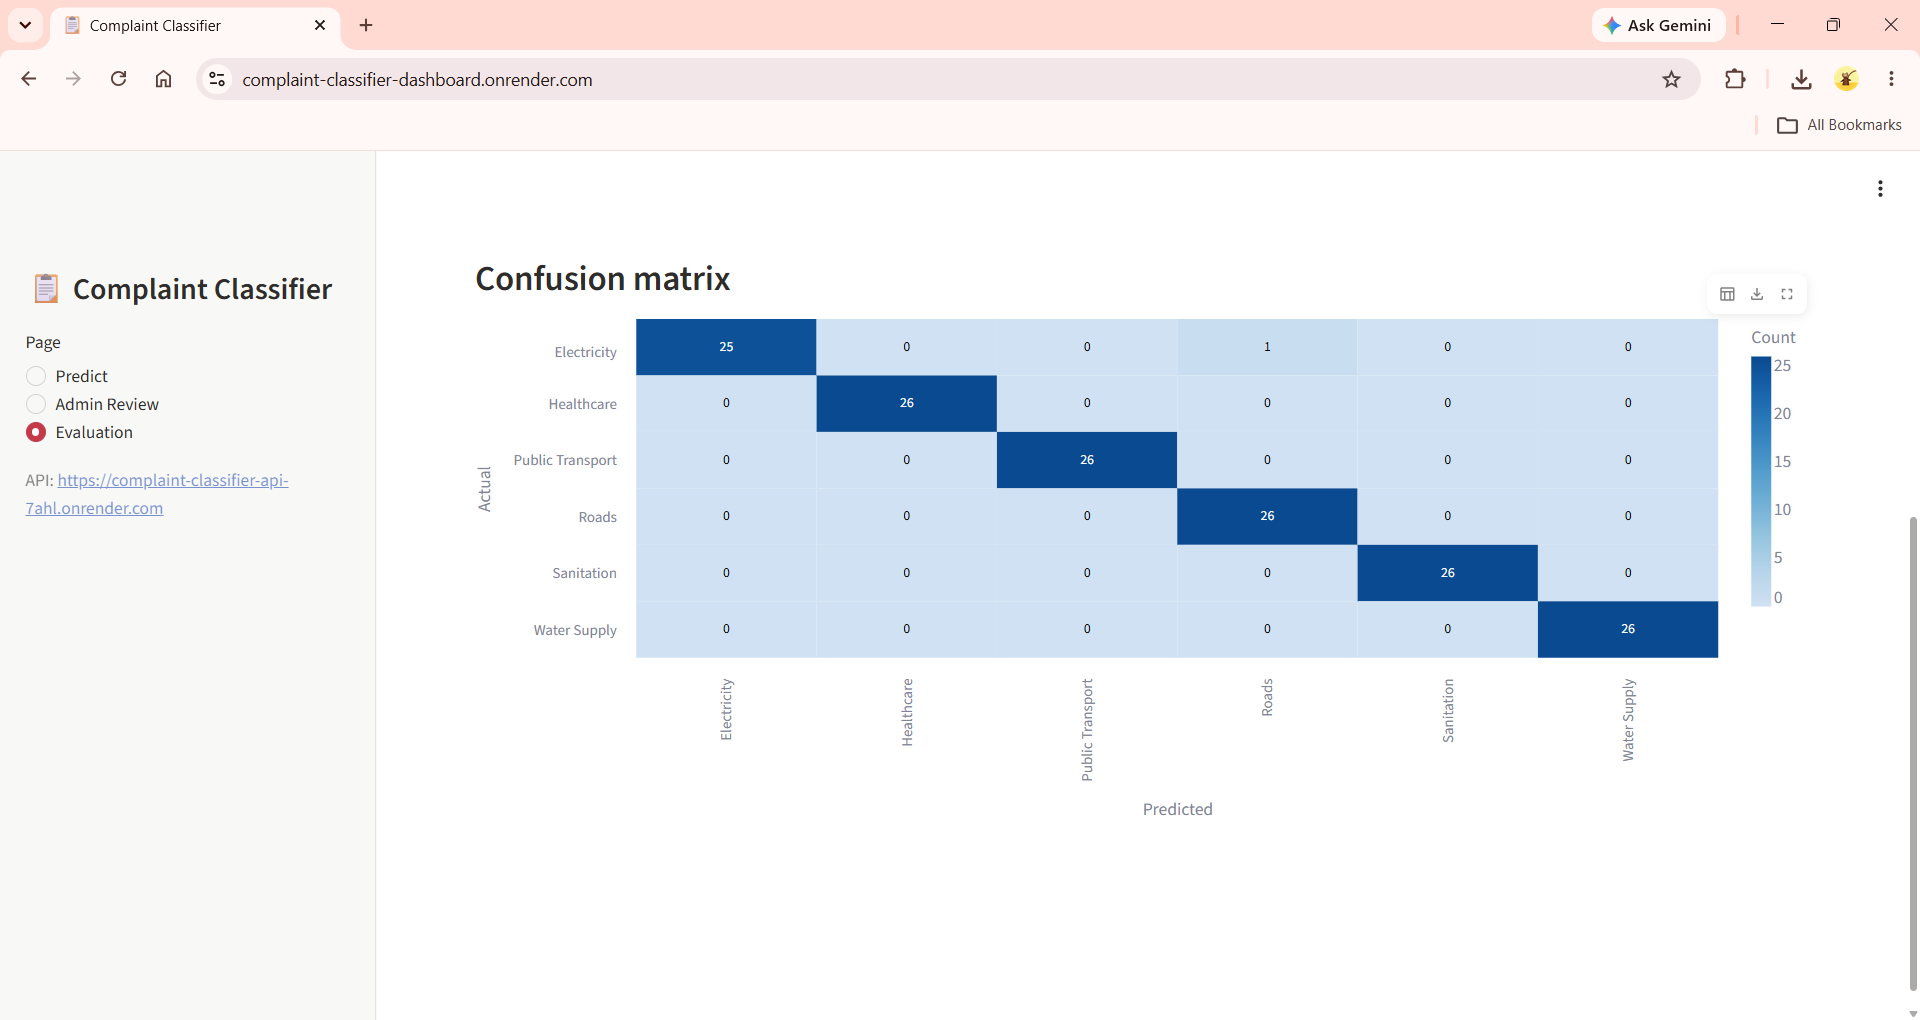 Complaint Classifier
Ask Gemini
complaint-classifier-dashboard.onrender.com
All Bookmarks
Complaint Classifier
Page
Predict
Admin Review
Evaluation
API: https://complaint-classifier-api-
7ahl.onrender.com
Confusion matrix
Actual
Electricity 25 0 0 1 0 0
Healthcare 0 26 0 0 0 0
Public Transport 0 0 26 0 0 0
Roads 0 0 0 26 0 0
Sanitation 0 0 0 0 26 0
Water Supply 0 0 0 0 0 26
Electricity Healthcare Public Transport Roads Sanitation Water Supply
Predicted
Count
25
20
15
10
5
0